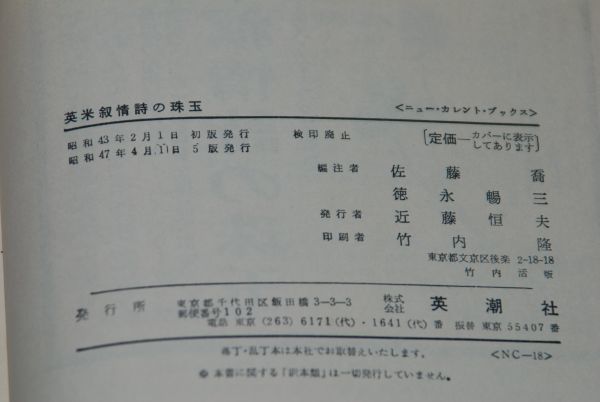 英米叙情詩の珠玉 <ニュー・カレント・ブックス>
昭和43年2月1日 初版発行 検印廃止
昭和47年4月1日 5版発行
〔定価—カバーに表示してあります〕
編注者 佐藤喬
徳永暢三
発行者 近藤恒夫
印刷者 竹内隆
東京都文京区後楽 2-18-18
竹内活版
発行所 東京都千代田区飯田橋3-3-3 株式会社 英潮社
郵便番号102
電話 東京 (263) 6171(代)・1641(代) 番 振替 東京 55407 番
落丁・乱丁本は本社でお取替えいたします。 <NC—18>
◎ 本書に関する「訳本類」は一切発行していません。